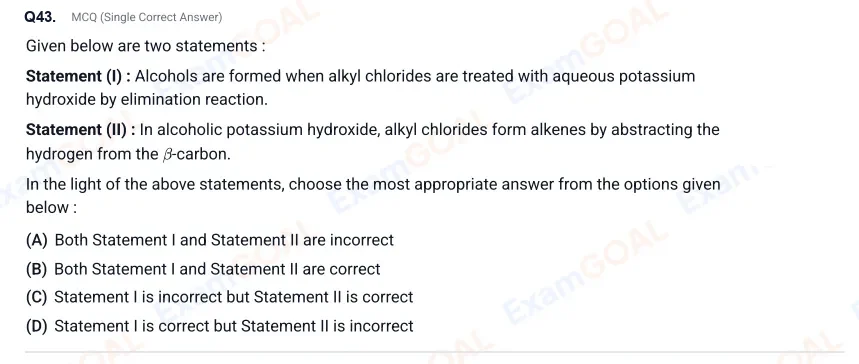 Q43. MCQ (Single Correct Answer)
Given below are two statements :
Statement (I) : Alcohols are formed when alkyl chlorides are treated with aqueous potassium
hydroxide by elimination reaction.
Statement (II) : In alcoholic potassium hydroxide, alkyl chlorides form alkenes by abstracting the
hydrogen from the β-carbon.
In the light of the above statements, choose the most appropriate answer from the options given
below :
(A) Both Statement I and Statement II are incorrect
(B) Both Statement I and Statement II are correct
(C) Statement I is incorrect but Statement II is correct
(D) Statement I is correct but Statement II is incorrect
ExamGOAL
ExamGOAL
ExamGOAL
ExamGOAL